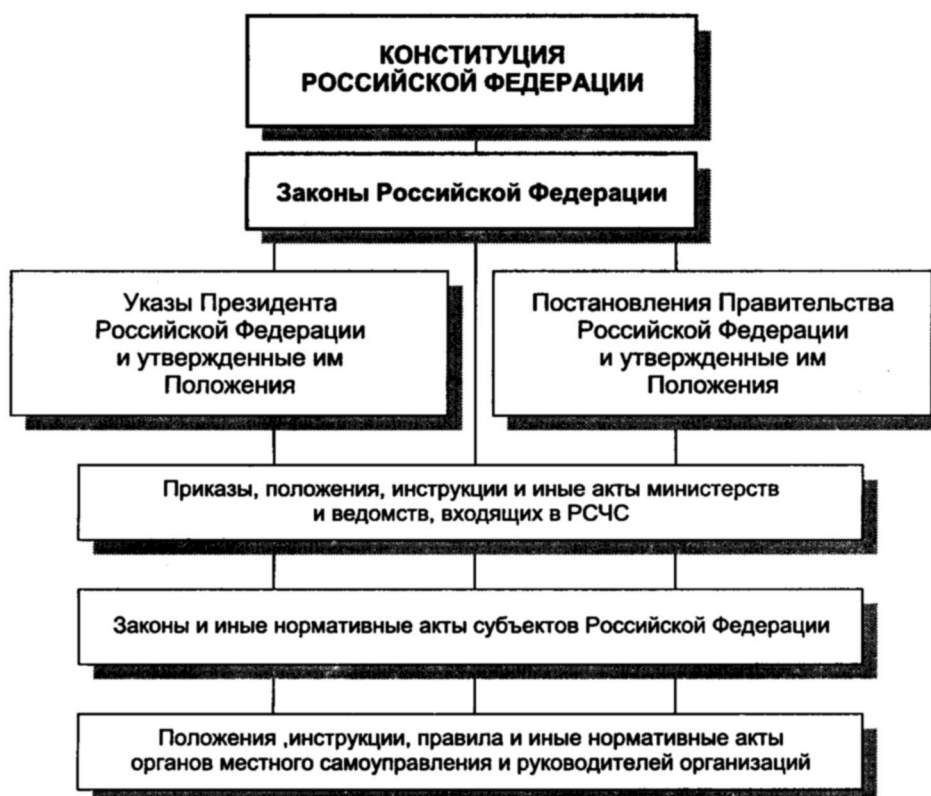 КОНСТИТУЦИЯ
РОССИЙСКОЙ ФЕДЕРАЦИИ
Законы Российской Федерации
Указы Президента
Российской Федерации
и утвержденные им
Положения
Постановления Правительства
Российской Федерации
и утвержденные им
Положения
Приказы, положения, инструкции и иные акты министерств
и ведомств, входящих в РСЧС
Законы и иные нормативные акты субъектов Российской Федерации
Положения ,инструкции, правила и иные нормативные акты
органов местного самоуправления и руководителей организаций